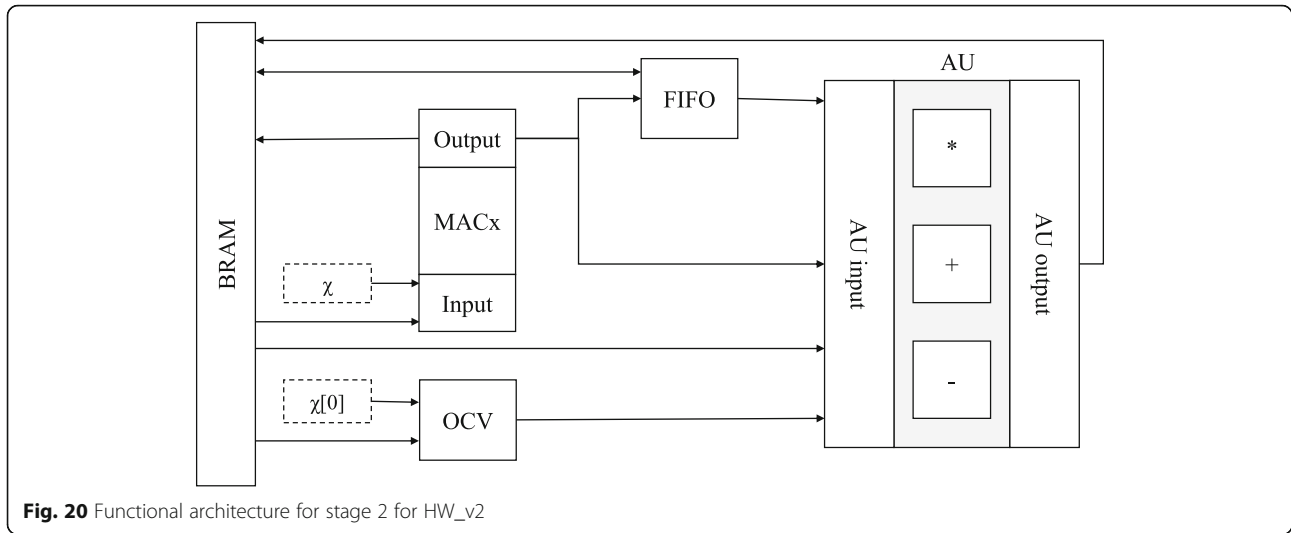 AU
FIFO
Output
*
MACx
BRAM
AU input
+
AU output
χ
Input
-
χ[0]
OCV
Fig. 20 Functional architecture for stage 2 for HW_v2